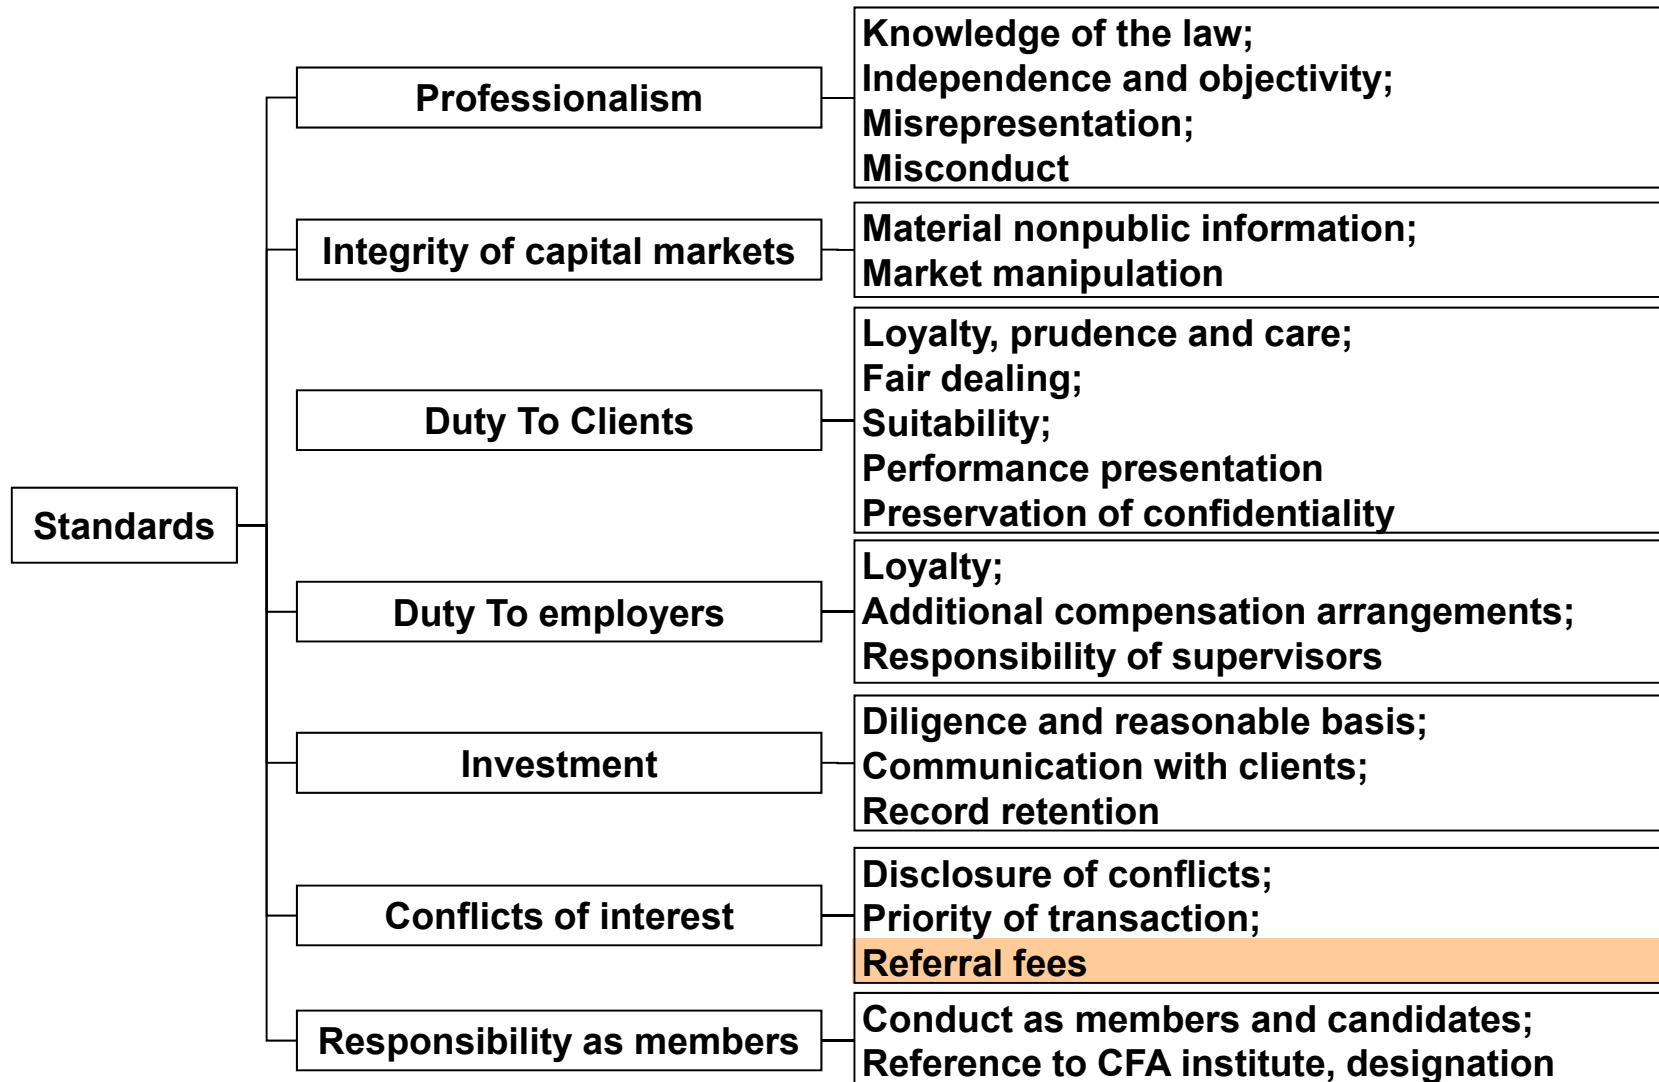 Standards
Professionalism
Knowledge of the law;
Independence and objectivity;
Misrepresentation;
Misconduct
Integrity of capital markets
Material nonpublic information;
Market manipulation
Duty To Clients
Loyalty, prudence and care;
Fair dealing;
Suitability;
Performance presentation
Preservation of confidentiality
Duty To employers
Loyalty;
Additional compensation arrangements;
Responsibility of supervisors
Investment
Diligence and reasonable basis;
Communication with clients;
Record retention
Conflicts of interest
Disclosure of conflicts;
Priority of transaction;
Referral fees
Responsibility as members
Conduct as members and candidates;
Reference to CFA institute, designation